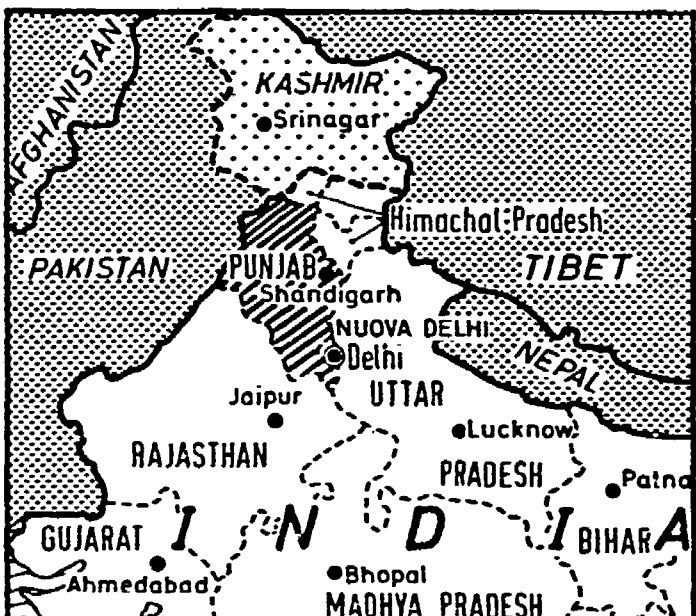 AFGHANISTAN
KASHMIR
Srinagar
Himachal-Pradesh
PAKISTAN
PUNJAB
TIBET
Shandigarh
NUOVA DELHI
Delhi
NEPAL
UTTAR
Jaipur
Lucknow
RAJASTHAN
PRADESH
Patna
GUJARAT
INDIA
BIHAR
Ahmedabad
Bhopal
MADHYA PRADESH